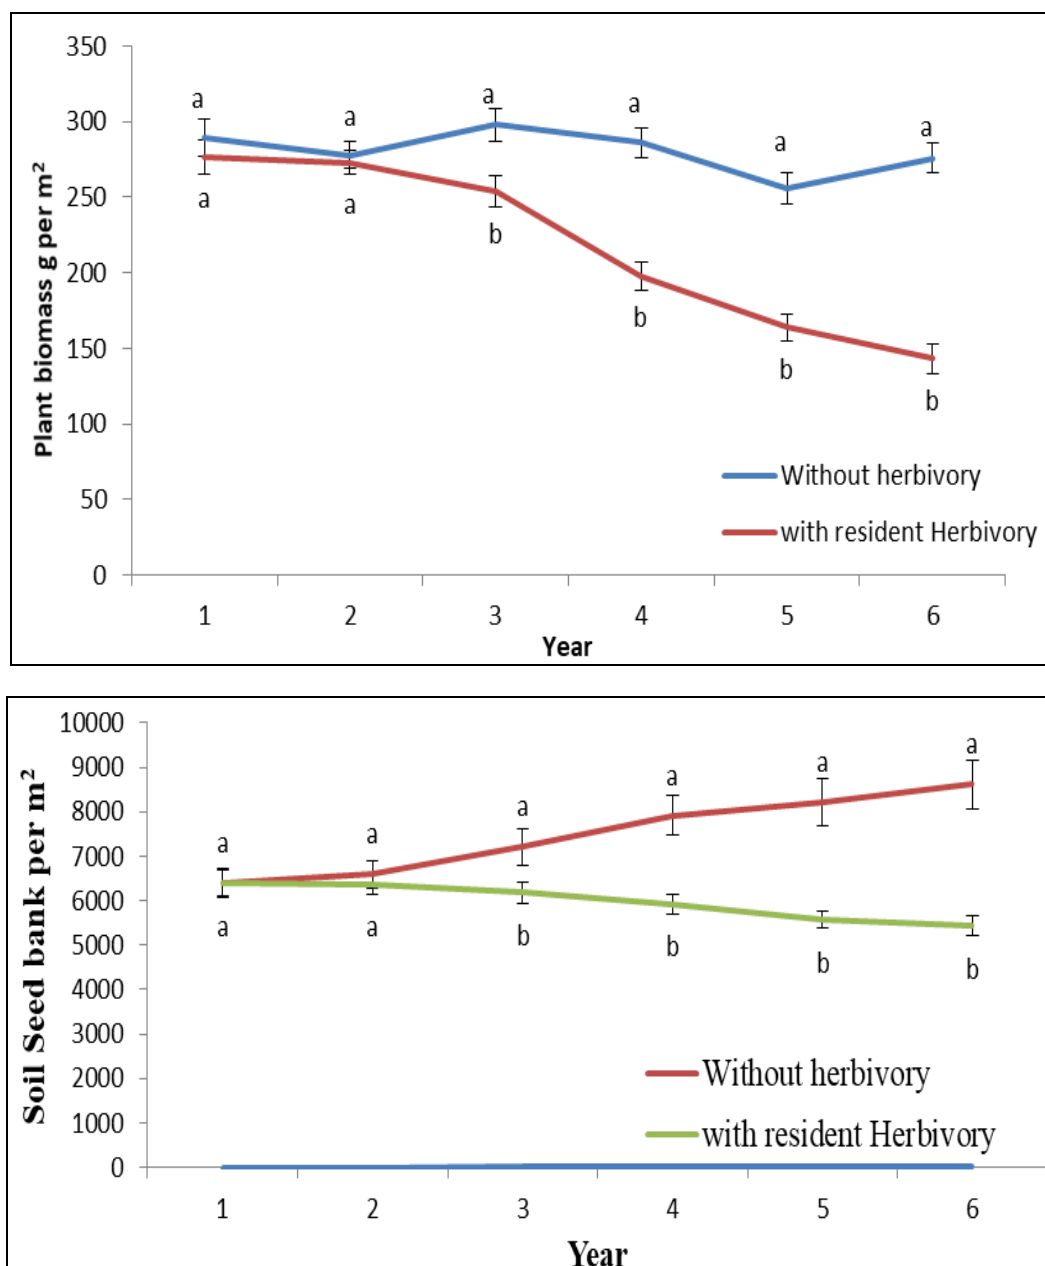 Plant biomass g per m²
350
300
250
200
150
100
50
0
a
a
a
a
a
a
a
a
b
b
b
b
Without herbivory
with resident Herbivory
1 2 3 4 5 6
Year
Soil Seed bank per m²
10000
9000
8000
7000
6000
5000
4000
3000
2000
1000
0
a
a
a
a
a
a
a
a
b
b
b
b
Without herbivory
with resident Herbivory
1 2 3 4 5 6
Year